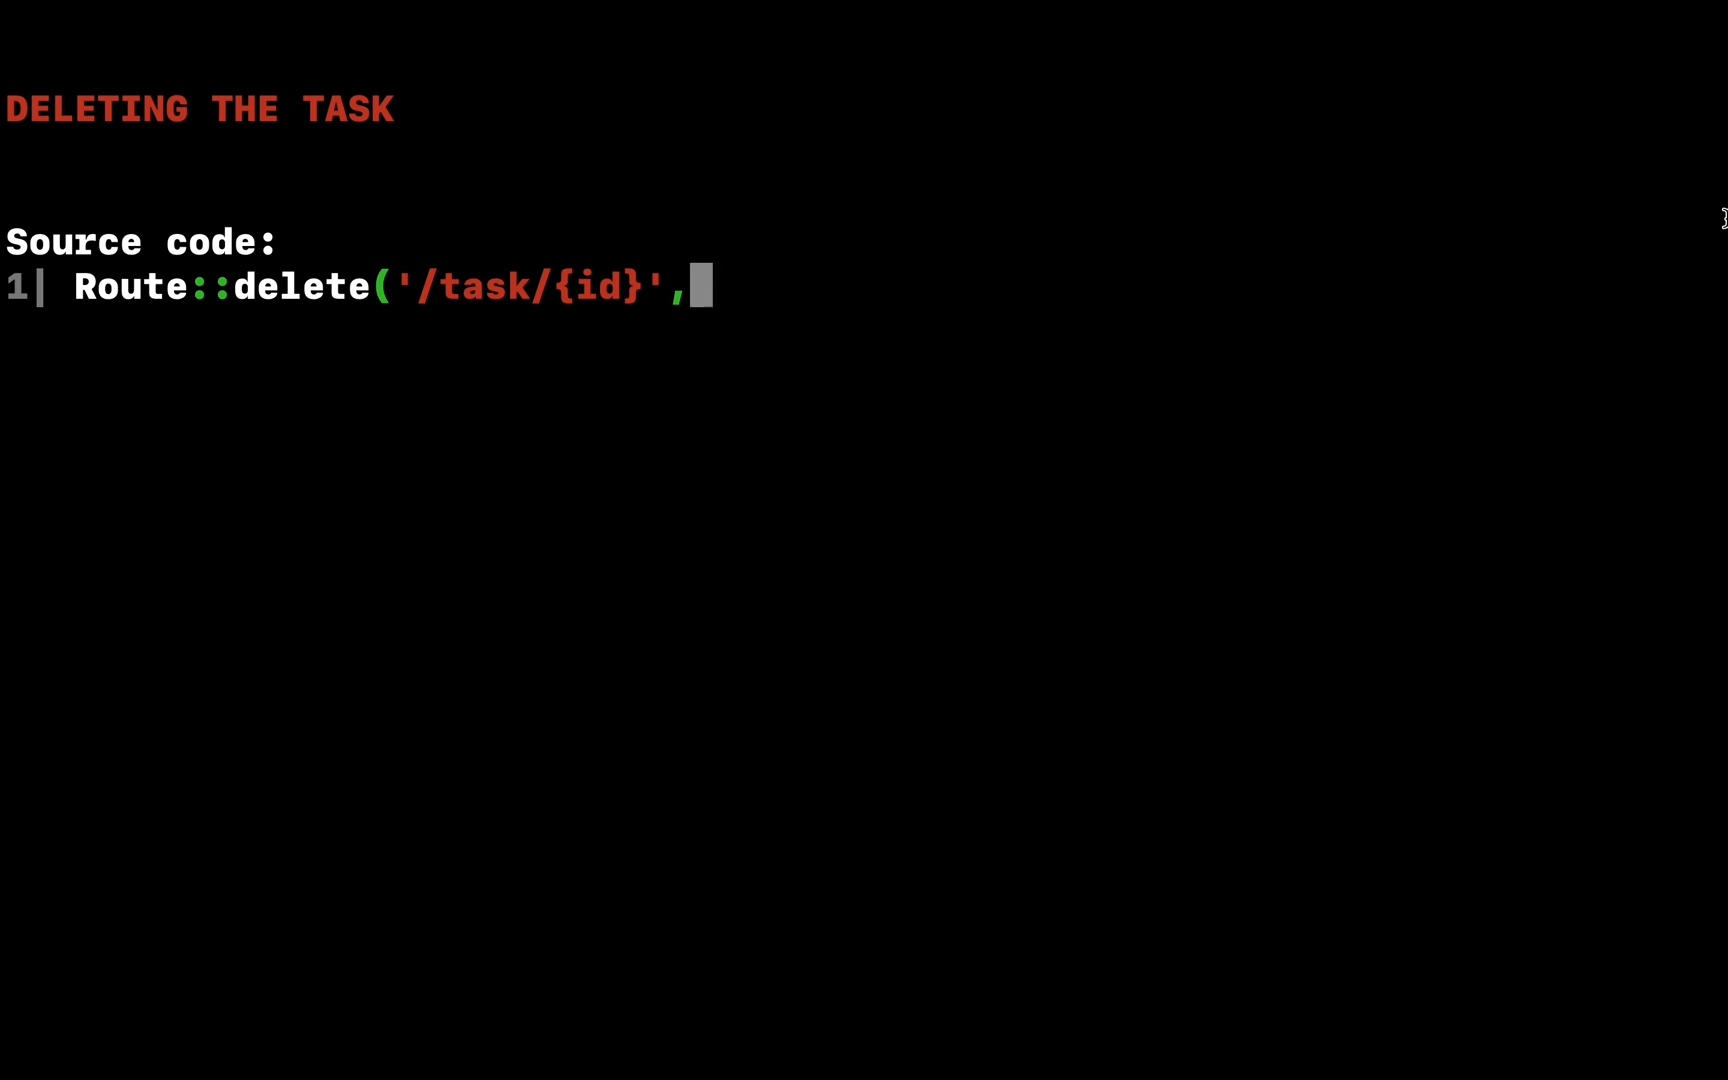 DELETING THE TASK
Source code:
1| Route::delete('/task/{id}',